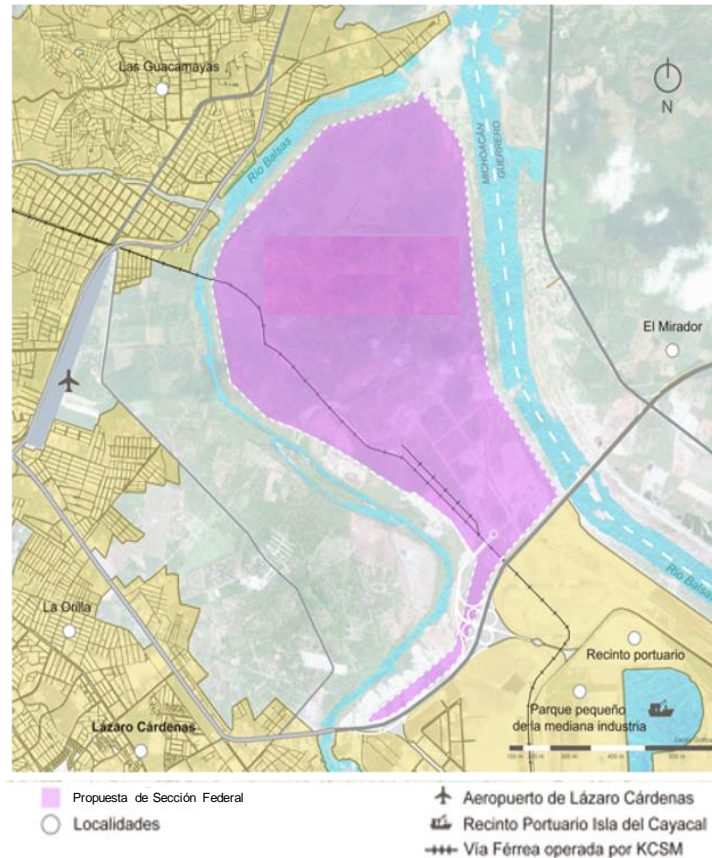 Las Guacamayas
N
Río Balsas
MICHOACÁN
GUERRERO
El Mirador
Río Balsas
La Orilla
Recinto portuario
Parque pequeño
de la mediana industria
Lázaro Cárdenas
Propuesta de Sección Federal
Aeropuerto de Lázaro Cárdenas
Localidades
Recinto Portuario Isla del Cayacal
Vía Férrea operada por KCSM